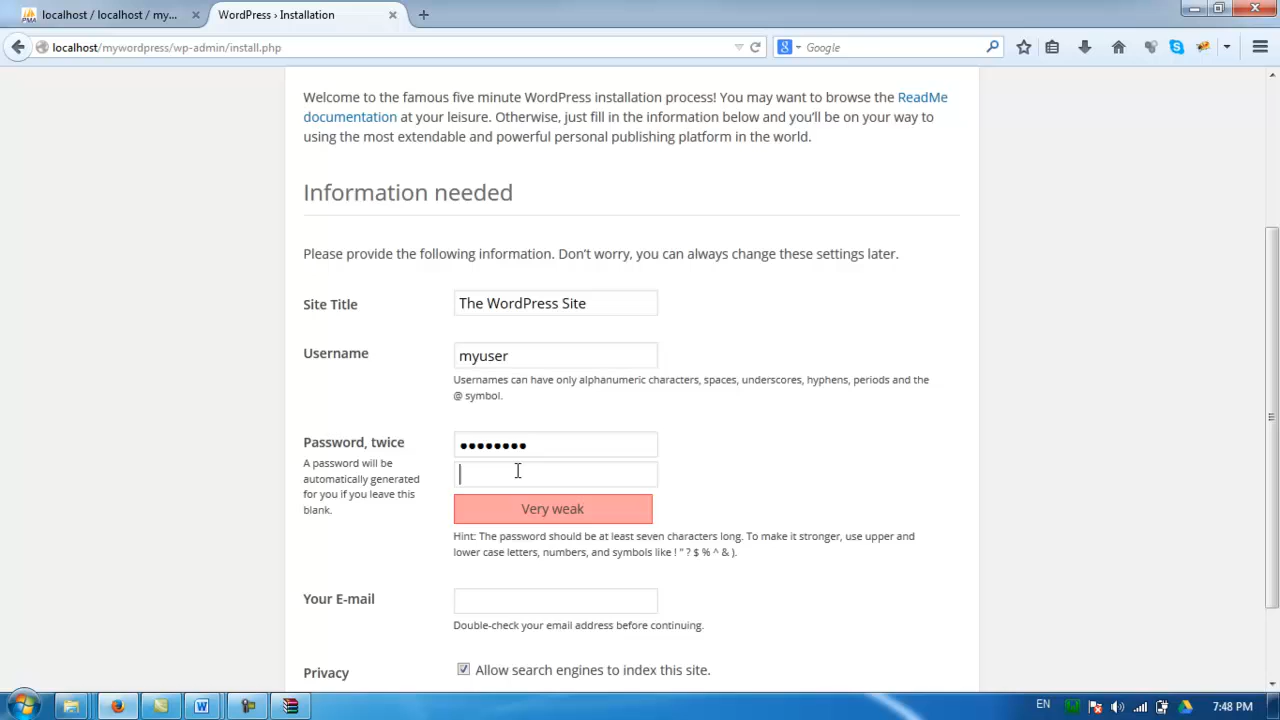 localhost / localhost / my...
WordPress › Installation
localhost/mywordpress/wp-admin/install.php
Google
Welcome to the famous five minute WordPress installation process! You may want to browse the ReadMe
documentation at your leisure. Otherwise, just fill in the information below and you'll be on your way to
using the most extendable and powerful personal publishing platform in the world.
Information needed
Please provide the following information. Don't worry, you can always change these settings later.
Site Title
The WordPress Site
Username
myuser
Usernames can have only alphanumeric characters, spaces, underscores, hyphens, periods and the
@ symbol.
Password, twice
••••••••
A password will be
automatically generated
for you if you leave this
blank.
Very weak
Hint: The password should be at least seven characters long. To make it stronger, use upper and
lower case letters, numbers, and symbols like ! " ? $ % ^ & ).
Your E-mail
Double-check your email address before continuing.
Privacy
Allow search engines to index this site.
EN
7:48 PM